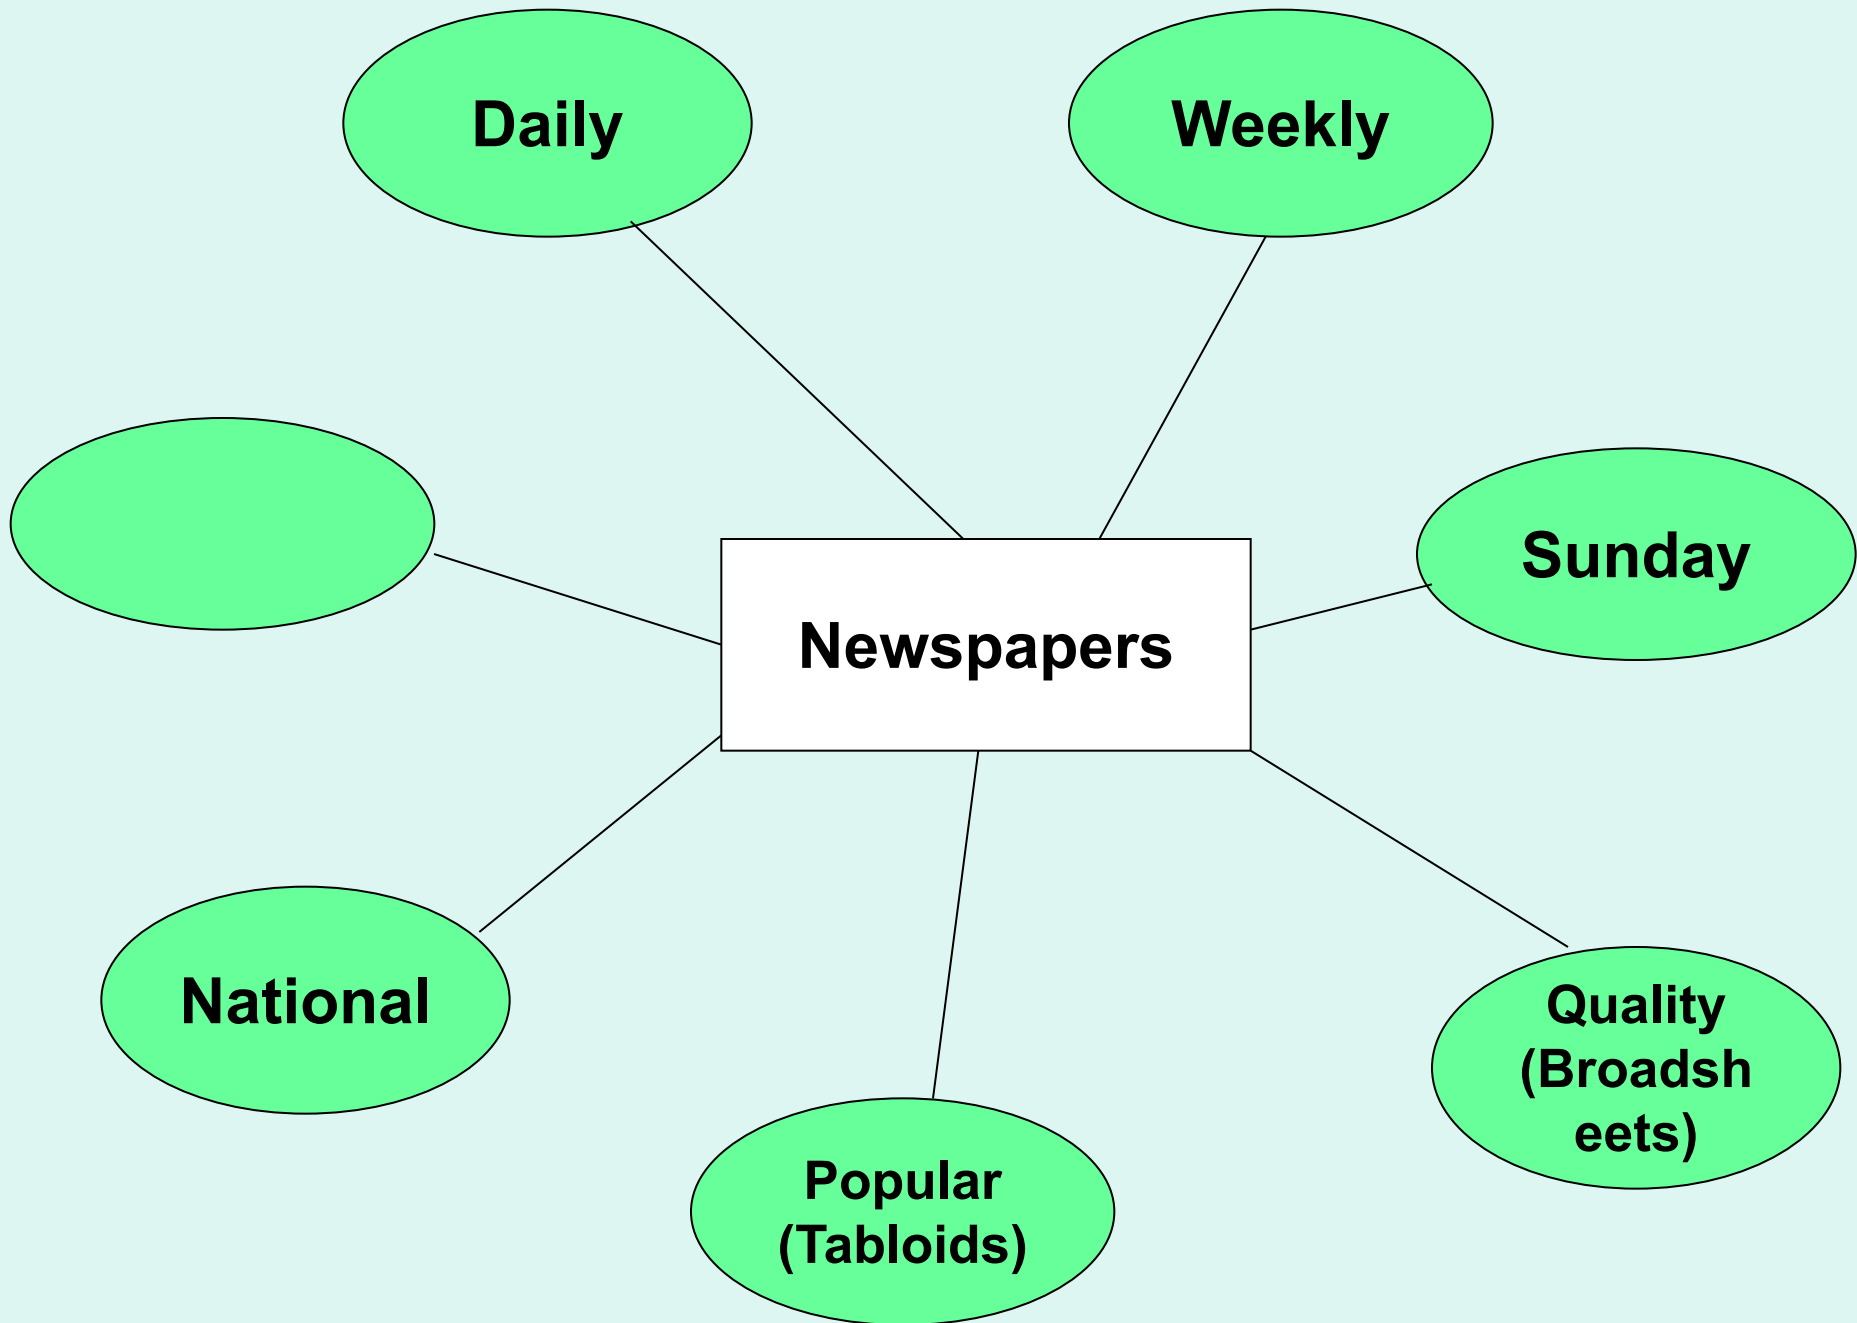 Daily
Weekly
Sunday
Newspapers
National
Quality
(Broadsh
eets)
Popular
(Tabloids)